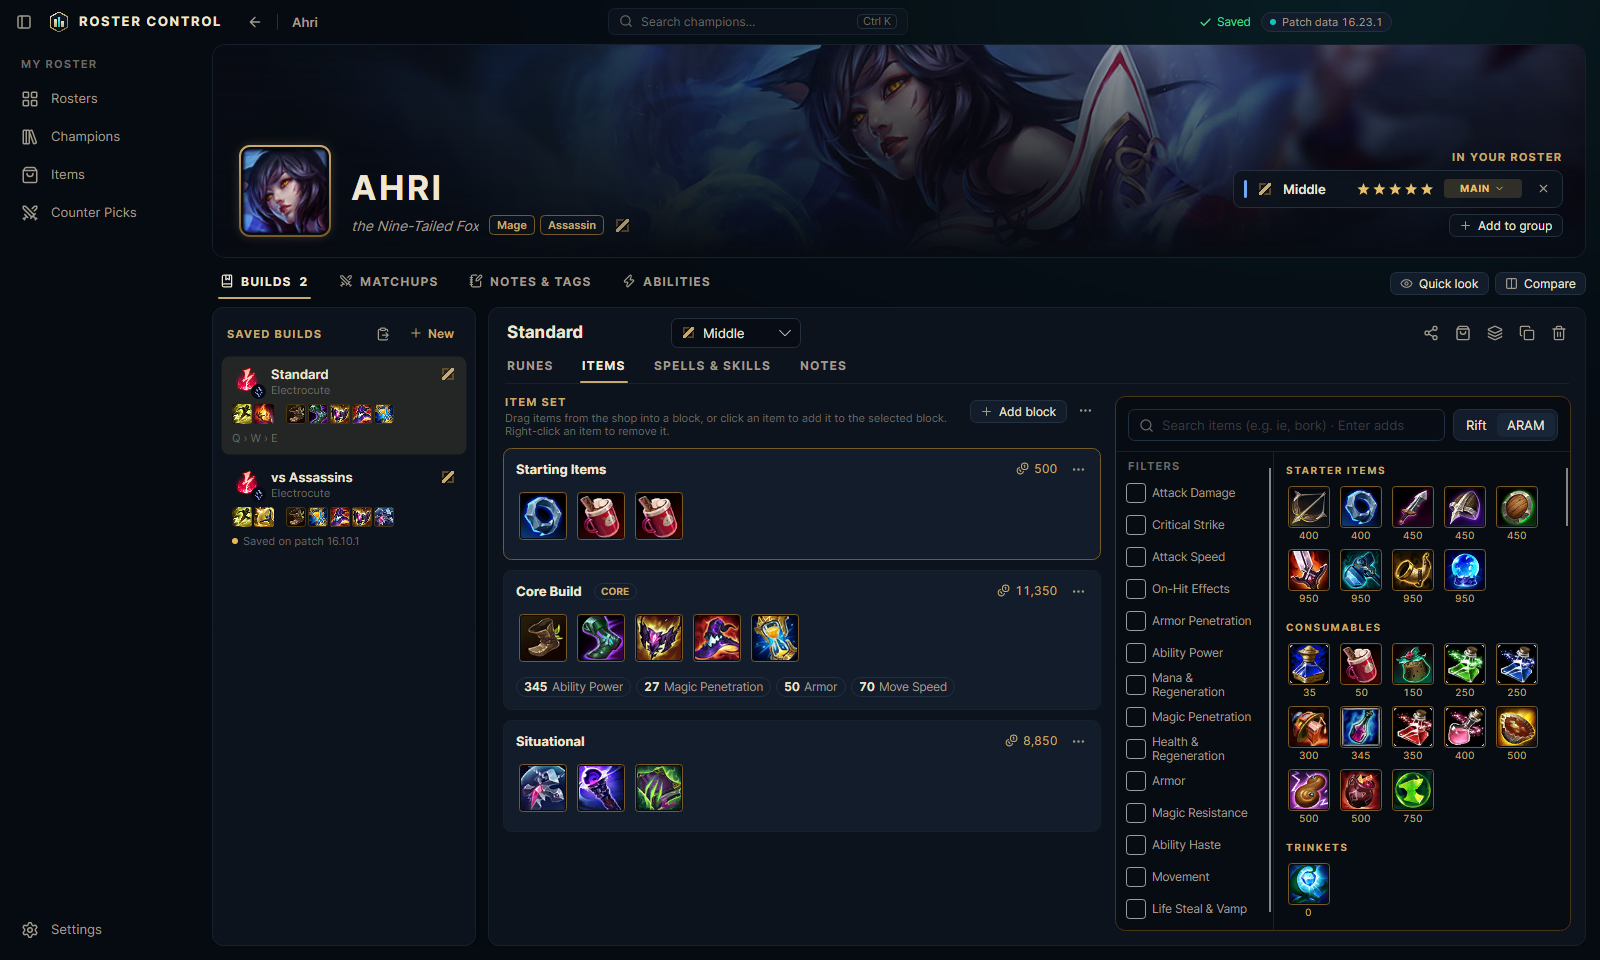 ROSTER CONTROL
Ahri
Search champions...
Ctrl K
Saved
Patch data 16.23.1
MY ROSTER
Rosters
Champions
Items
Counter Picks
Settings
IN YOUR ROSTER
Middle
MAIN
Add to group
AHRI
the Nine-Tailed Fox
Mage
Assassin
BUILDS 2
MATCHUPS
NOTES & TAGS
ABILITIES
Quick look
Compare
SAVED BUILDS
New
Standard
Electrocute
Q › W › E
vs Assassins
Electrocute
Saved on patch 16.10.1
Standard
Middle
RUNES
ITEMS
SPELLS & SKILLS
NOTES
ITEM SET
Drag items from the shop into a block, or click an item to add it to the selected block.
Right-click an item to remove it.
Add block
Starting Items
500
Core Build
CORE
11,350
345 Ability Power
27 Magic Penetration
50 Armor
70 Move Speed
Situational
8,850
Search items (e.g. ie, bork) · Enter adds
Rift
ARAM
FILTERS
Attack Damage
Critical Strike
Attack Speed
On-Hit Effects
Armor Penetration
Ability Power
Mana &
Regeneration
Magic Penetration
Health &
Regeneration
Armor
Magic Resistance
Ability Haste
Movement
Life Steal & Vamp
STARTER ITEMS
400 400 450 450 450
950 950 950 950
CONSUMABLES
35 50 150 250 250
300 345 350 400 500
500 500 750
TRINKETS
0